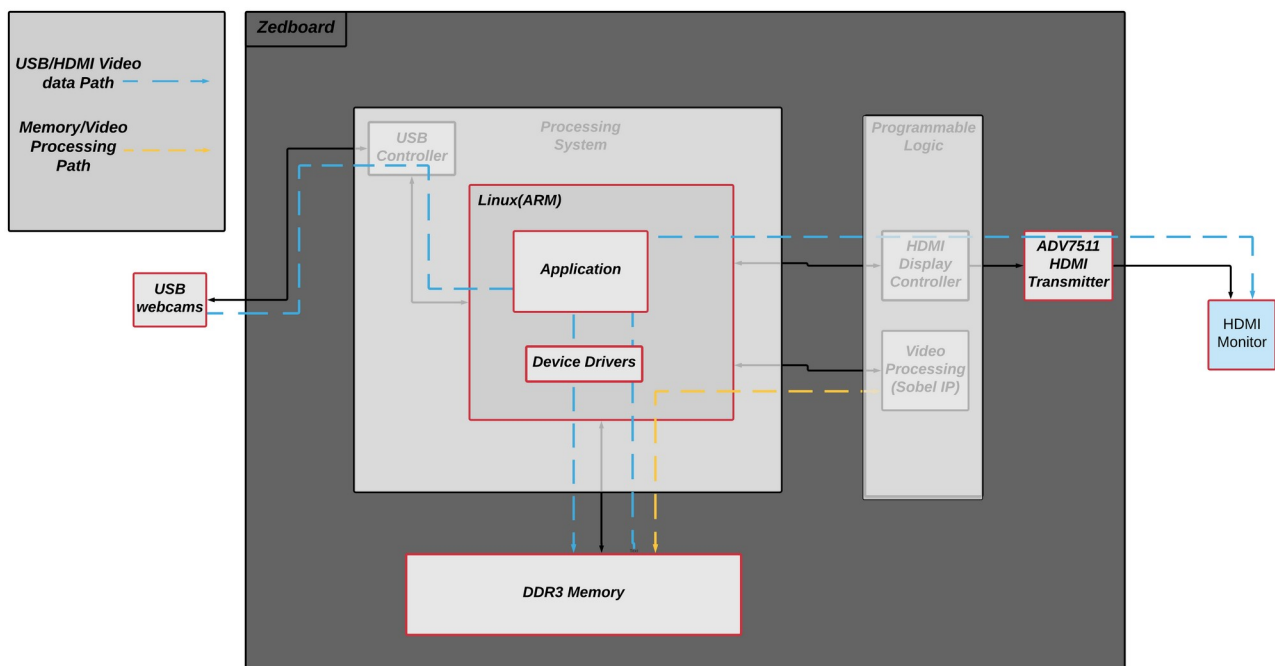 Zedboard
USB/HDMI Video
data Path
Memory/Video
Processing
Path
USB
Controller
Processing
System
Programmable
Logic
Linux(ARM)
Application
Device Drivers
HDMI
Display
Controller
ADV7511
HDMI
Transmitter
USB
webcams
HDMI
Monitor
Video
Processing
(Sobel IP)
DDR3 Memory